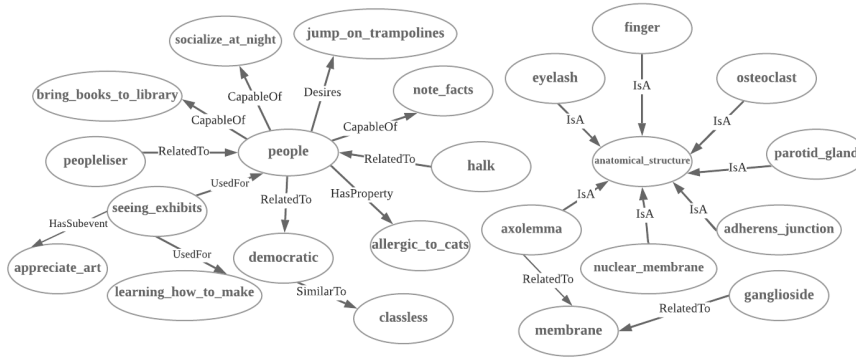 finger
jump_on_trampolines
socialize_at_night
eyelash
osteoclast
IsA
note_facts
Desires
bring_books_to_library
CapableOf
IsA
IsA
CapableOf
CapableOf
peopleliser
RelatedTo
people
RelatedTo
halk
anatomical_structure
parotid_gland
IsA
UsedFor
HasProperty
IsA
RelatedTo
seeing_exhibits
IsA
IsA
HasSubevent
axolemma
adherens_junction
allergic_to_cats
UsedFor
democratic
appreciate_art
nuclear_membrane
RelatedTo
SimilarTo
learning_how_to_make
ganglioside
RelatedTo
classless
membrane